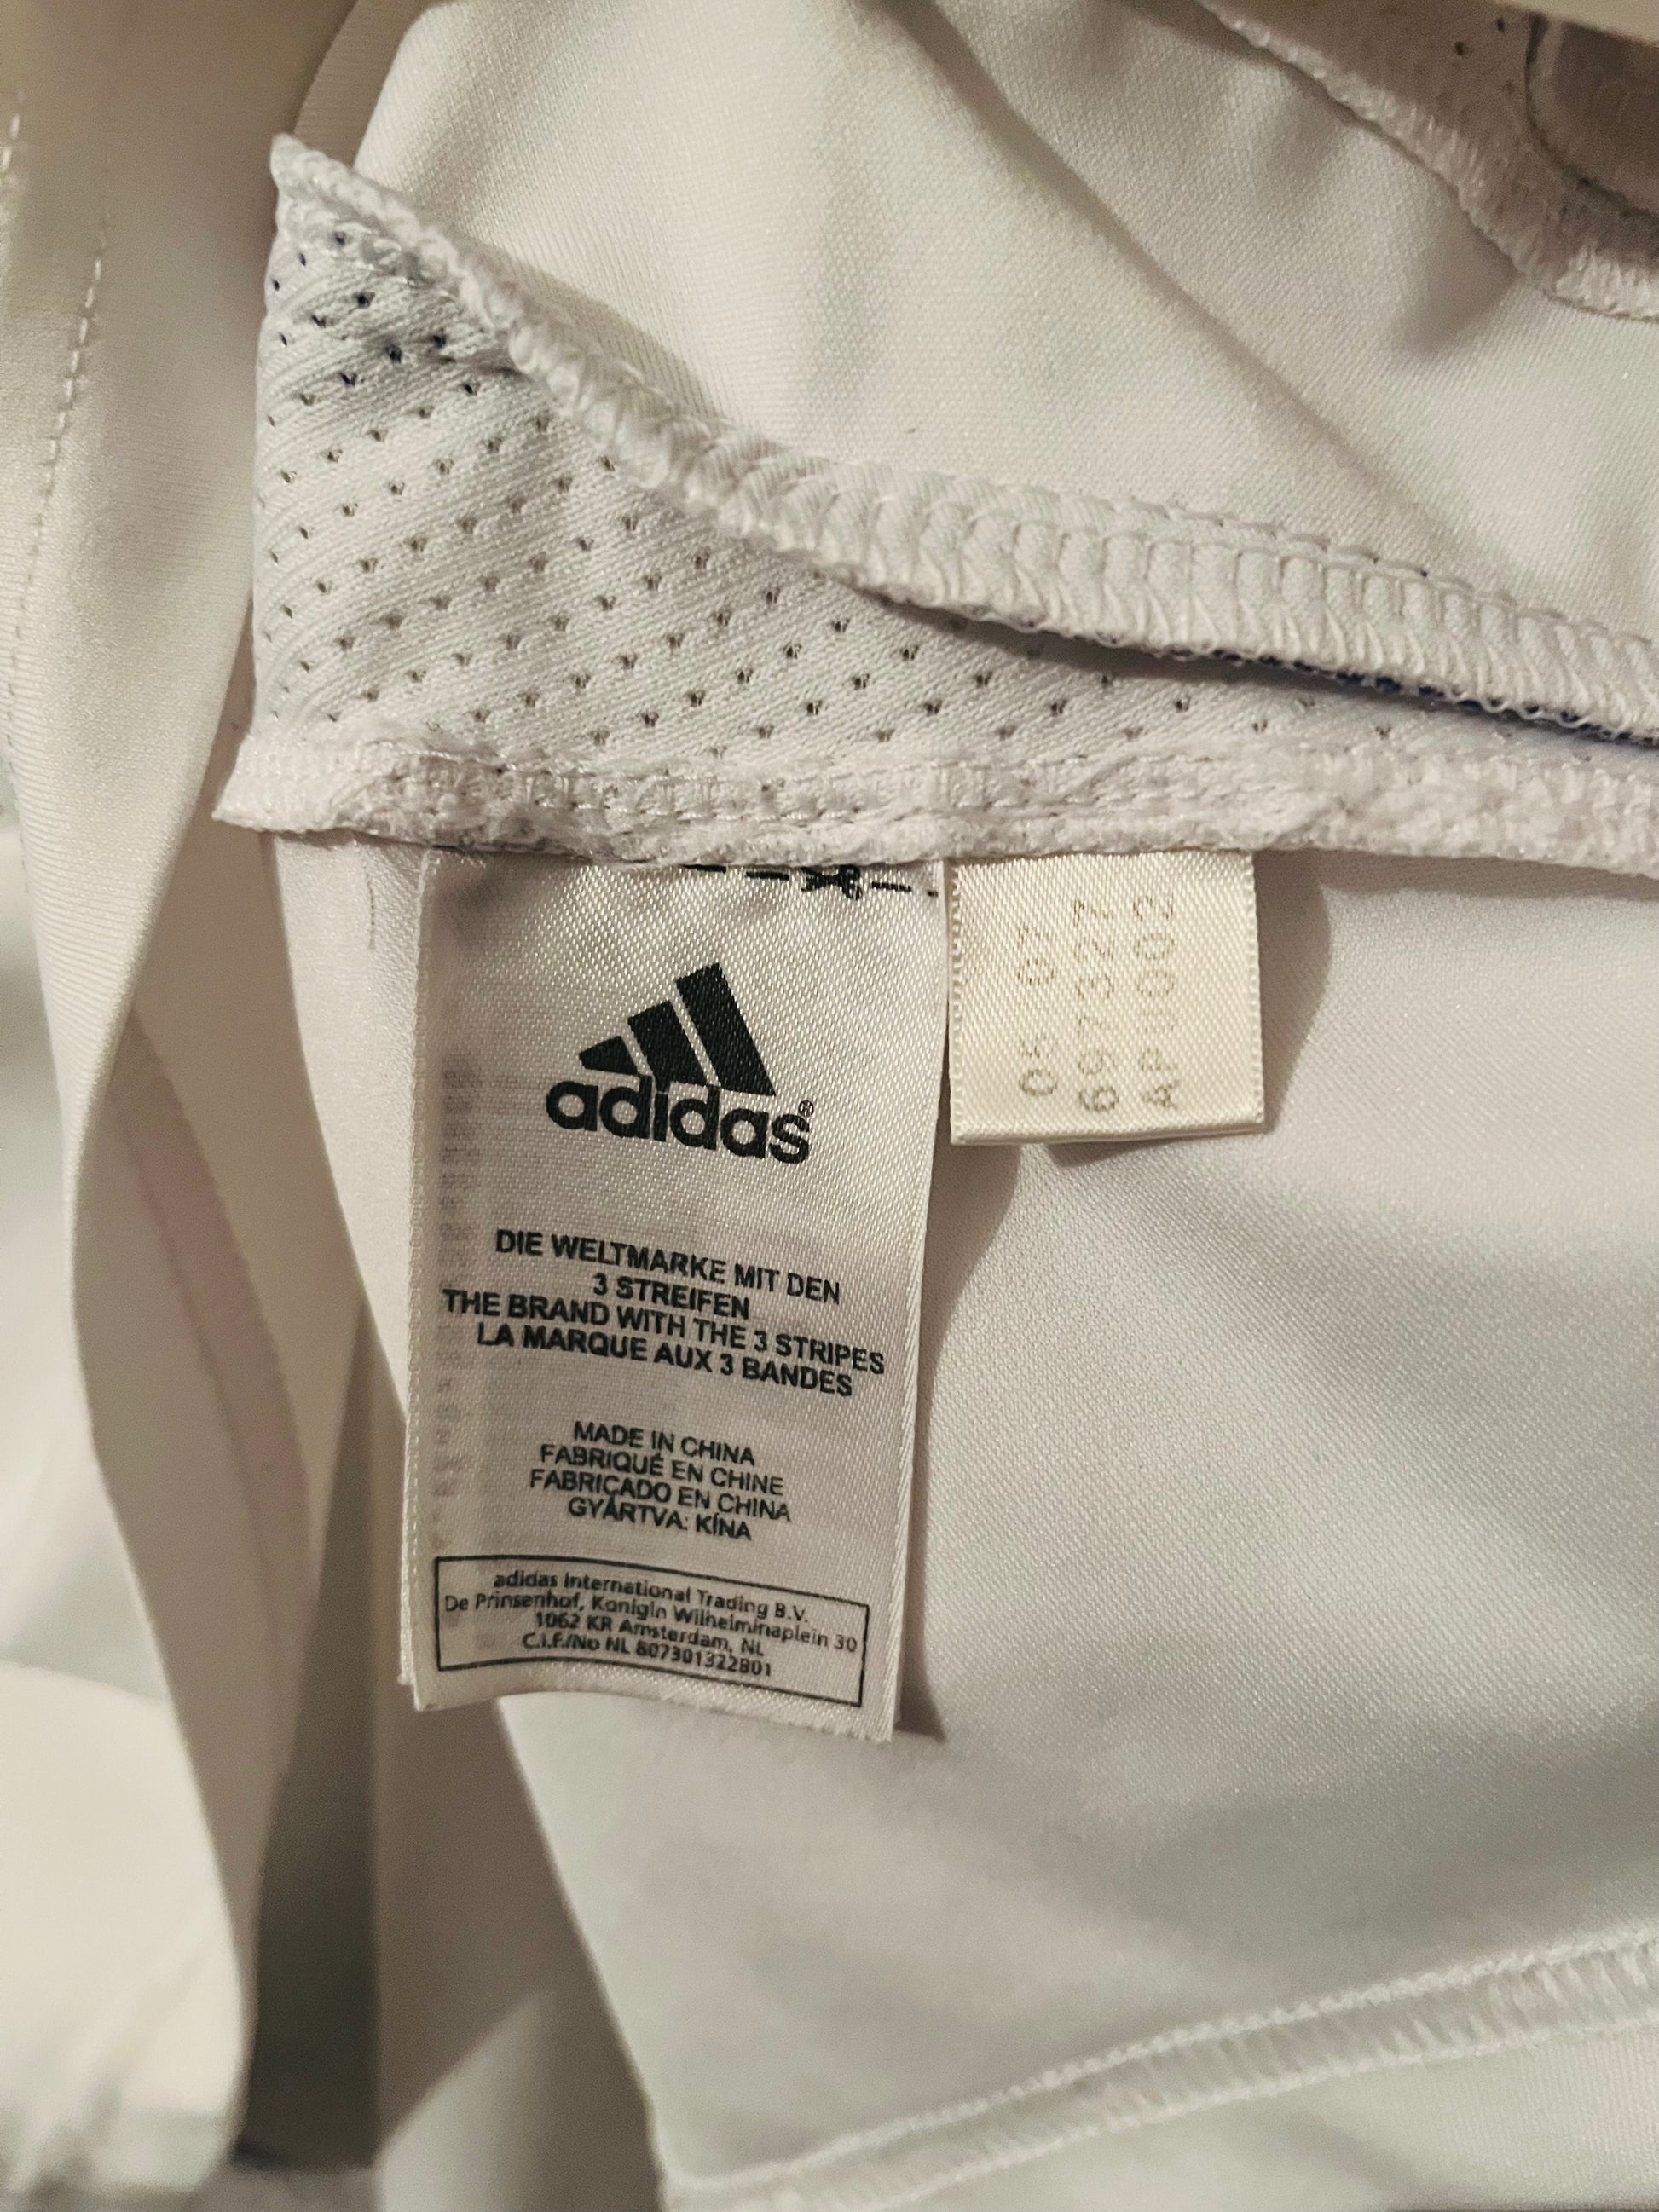 adidas®
DIE WELTMARKE MIT DEN
3 STREIFEN
THE BRAND WITH THE 3 STRIPES
LA MARQUE AUX 3 BANDES
MADE IN CHINA
FABRIQUÉ EN CHINE
FABRICADO EN CHINA
GYÁRTVA: KÍNA
adidas International Trading B.V.
De Prinsenhof, Konigin Wilhelminaplein 30
1062 KR Amsterdam, NL
C.I.F./No NL 807301322B01
06 07
697327
APU002